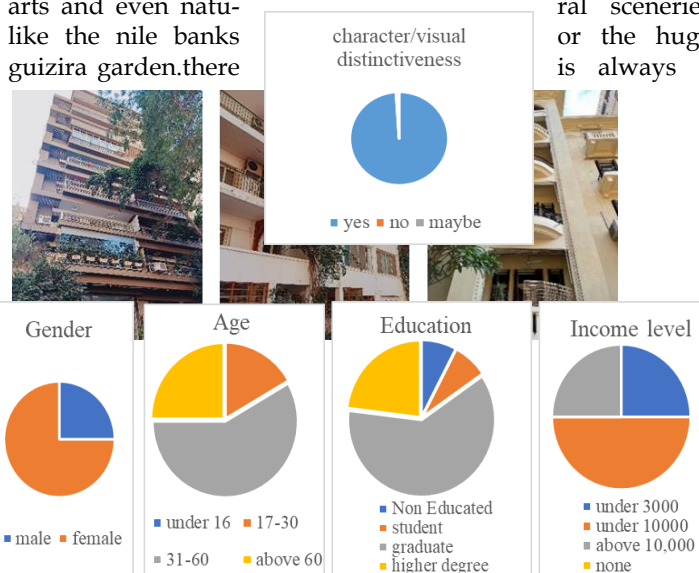 arts and even natu-
like the nile banks
guizira garden.there
ral scenerie
or the hug
is always
character/visual
distinctiveness
yes no maybe
Gender
male female
Age
under 16 17-30
31-60 above 60
Education
Non Educated
student
graduate
higher degree
Income level
under 3000
under 10000
above 10,000
none